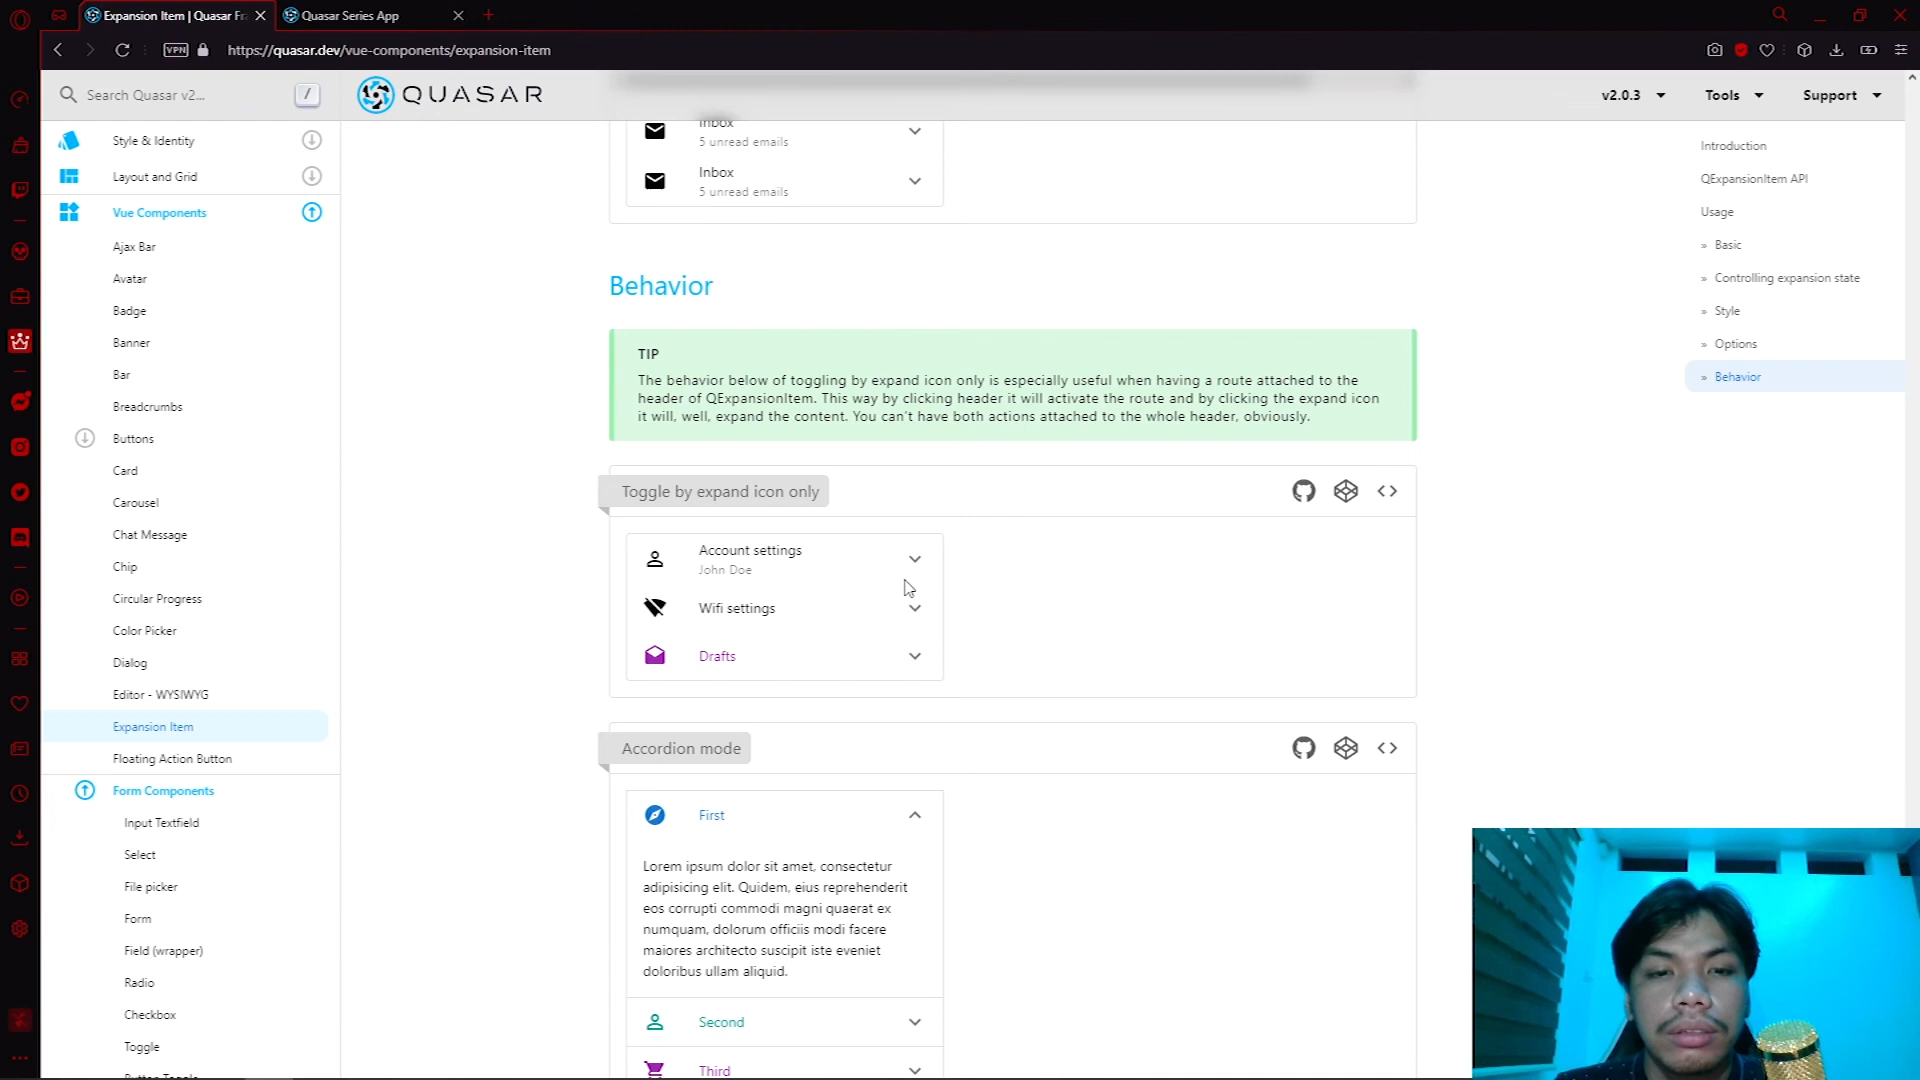 Expansion Item | Quasar Fr
Quasar Series App
VPN
https://quasar.dev/vue-components/expansion-item
Search Quasar v2...
/
QUASAR
v2.0.3
Tools
Support
Style & Identity
Layout and Grid
Vue Components
Ajax Bar
Avatar
Badge
Banner
Bar
Breadcrumbs
Buttons
Card
Carousel
Chat Message
Chip
Circular Progress
Color Picker
Dialog
Editor - WYSIWYG
Expansion Item
Floating Action Button
Form Components
Input Textfield
Select
File picker
Form
Field (wrapper)
Radio
Checkbox
Toggle
Button Toggle
Inbox
5 unread emails
Inbox
5 unread emails
Behavior
TIP
The behavior below of toggling by expand icon only is especially useful when having a route attached to the
header of QExpansionItem. This way by clicking header it will activate the route and by clicking the expand icon
it will, well, expand the content. You can't have both actions attached to the whole header, obviously.
Toggle by expand icon only
Account settings
John Doe
Wifi settings
Drafts
Accordion mode
First
Lorem ipsum dolor sit amet, consectetur
adipisicing elit. Quidem, eius reprehenderit
eos corrupti commodi magni quaerat ex
numquam, dolorum officiis modi facere
maiores architecto suscipit iste eveniet
doloribus ullam aliquid.
Second
Third
Introduction
QExpansionItem API
Usage
» Basic
» Controlling expansion state
» Style
» Options
» Behavior